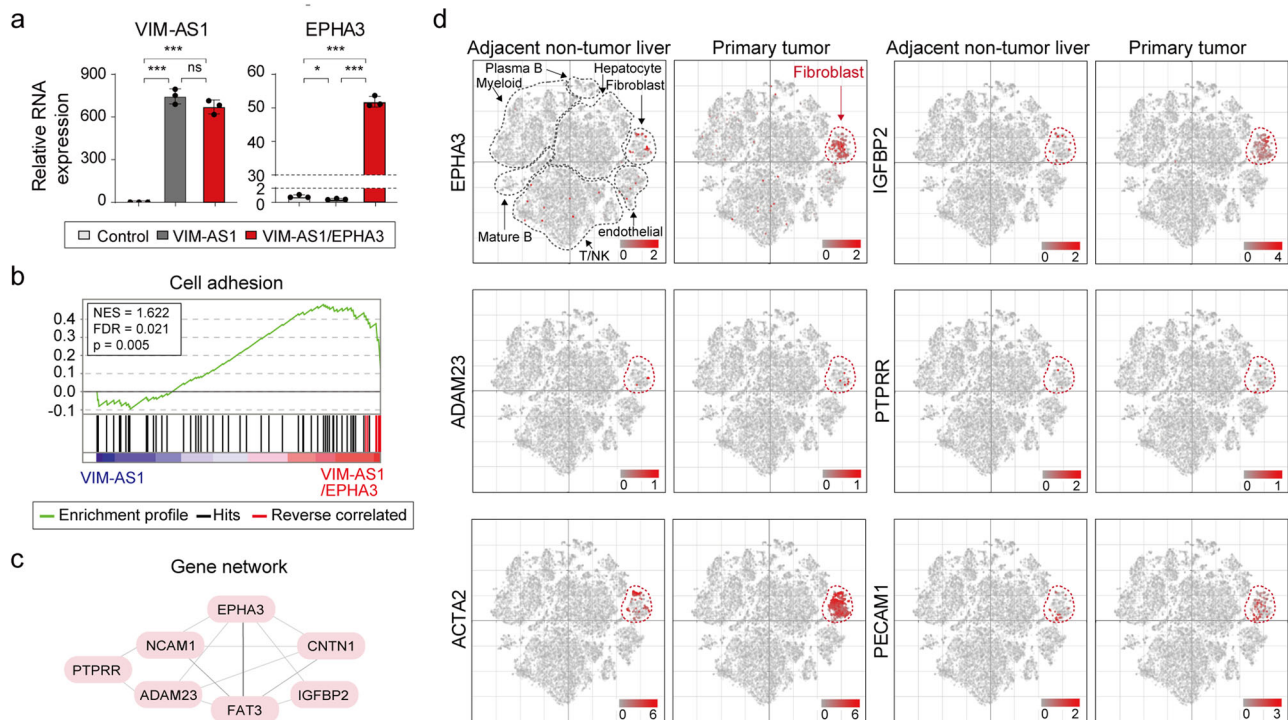 a
VIM-AS1
EPHA3
***
***
ns
***
*
***
Relative RNA
expression
900
600
300
0
60
50
40
30
2
0
Control VIM-AS1 VIM-AS1/EPHA3
b
Cell adhesion
NES = 1.622
FDR = 0.021
p = 0.005
0.4
0.3
0.2
0.1
0.0
-0.1
VIM-AS1
VIM-AS1
/EPHA3
Enrichment profile Hits Reverse correlated
c
Gene network
EPHA3
NCAM1
CNTN1
PTPRR
ADAM23
IGFBP2
FAT3
d
Adjacent non-tumor liver
Primary tumor
Adjacent non-tumor liver
Primary tumor
EPHA3
Plasma B
Myeloid
Hepatocyte
Fibroblast
Mature B
T/NK
endothelial
0 2
Fibroblast
0 2
IGFBP2
0 2
0 4
ADAM23
0 1
0 1
PTPRR
0 2
0 1
ACTA2
0 6
0 6
PECAM1
0 2
0 3